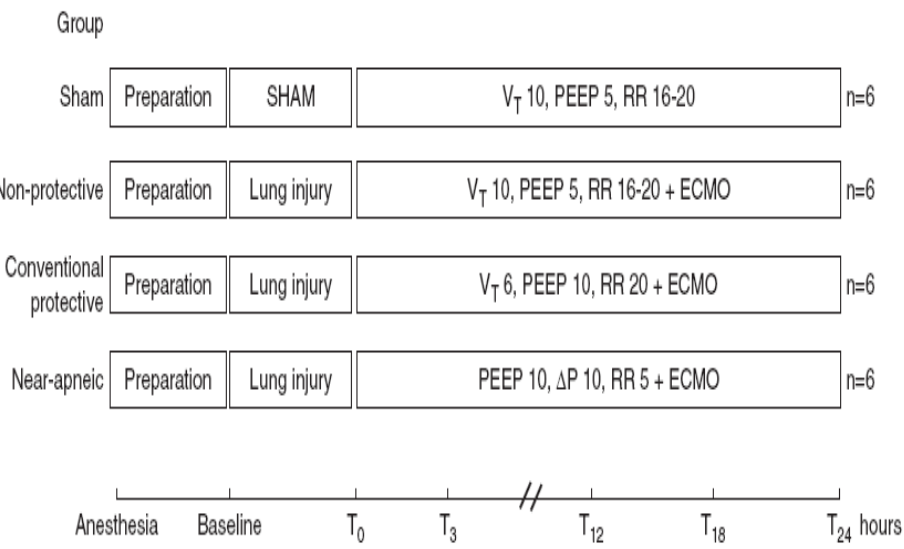 Group
Sham Preparation SHAM V_T 10, PEEP 5, RR 16-20 n=6
Non-protective Preparation Lung injury V_T 10, PEEP 5, RR 16-20 + ECMO n=6
Conventional
protective Preparation Lung injury V_T 6, PEEP 10, RR 20 + ECMO n=6
Near-apneic Preparation Lung injury PEEP 10, ΔP 10, RR 5 + ECMO n=6
Anesthesia Baseline T_0 T_3 T_12 T_18 T_24 hours